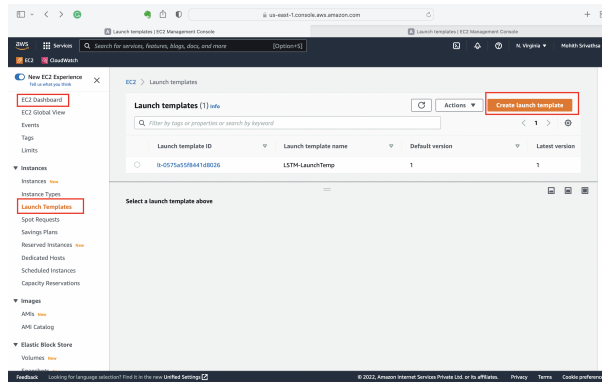 us-east-1.console.aws.amazon.com
Launch templates | EC2 Management Console
Launch templates | EC2 Management Console
aws Services Search for services, features, blogs, docs, and more [Option+S] N. Virginia ▼ Mohith Srivathsa
EC2 CloudWatch
New EC2 Experience
Tell us what you think
EC2 Dashboard
EC2 Global View
Events
Tags
Limits
Instances
Instances New
Instance Types
Launch Templates
Spot Requests
Savings Plans
Reserved Instances New
Dedicated Hosts
Scheduled Instances
Capacity Reservations
Images
AMIs New
AMI Catalog
Elastic Block Store
Volumes New
EC2 > Launch templates
Launch templates (1) Info
Actions ▼
Create launch template
Filter by tags or properties or search by keyword
1
Launch template ID Launch template name Default version Latest version
lt-0575a55f8441d8026 LSTM-LaunchTemp 1 1
Select a launch template above
Feedback Looking for language selection? Find it in the new Unified Settings © 2022, Amazon Internet Services Private Ltd. or its affiliates. Privacy Terms Cookie preferenc